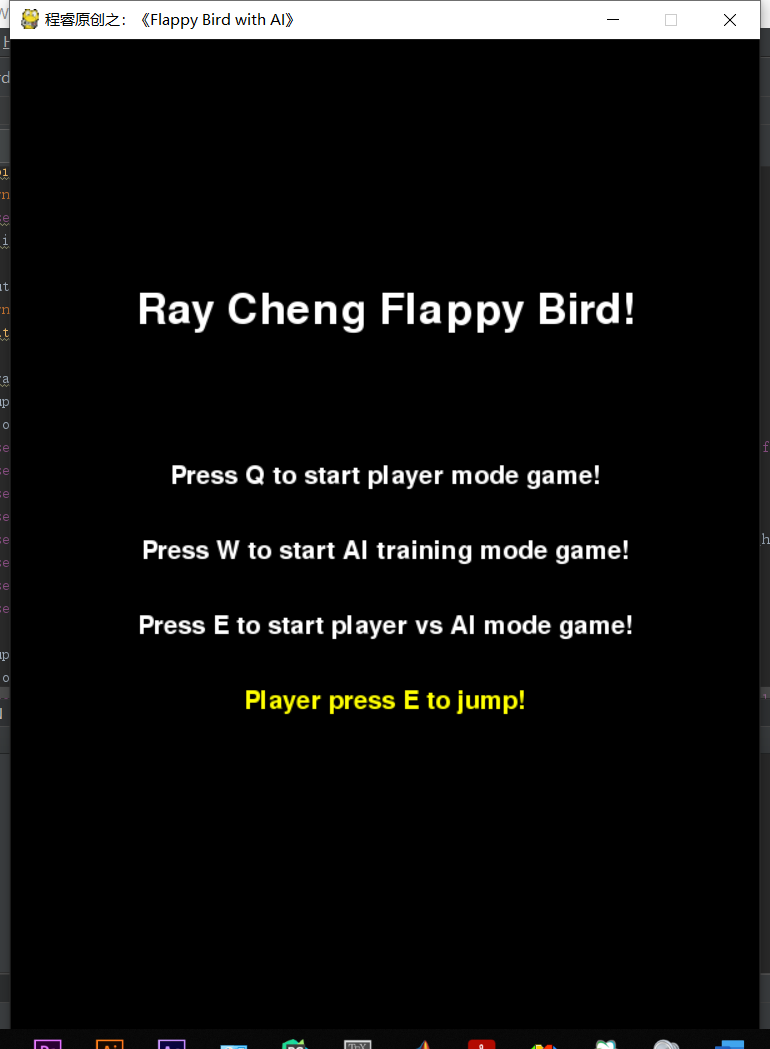 程睿原创之：《Flappy Bird with AI》
Ray Cheng Flappy Bird!
Press Q to start player mode game!
Press W to start AI training mode game!
Press E to start player vs AI mode game!
Player press E to jump!